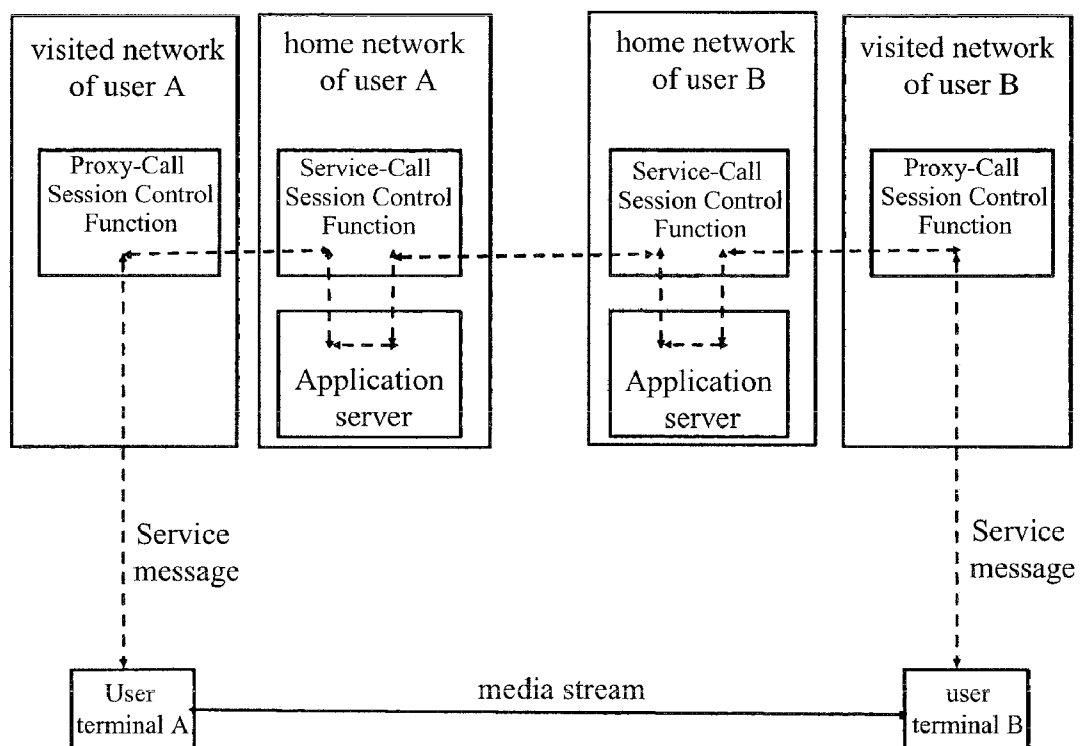 visited network
of user A
home network
of user A
home network
of user B
visited network
of user B
Proxy-Call
Session Control
Function
Service-Call
Session Control
Function
Service-Call
Session Control
Function
Proxy-Call
Session Control
Function
Application
server
Application
server
Service
message
Service
message
User
terminal A
media stream
user
terminal B